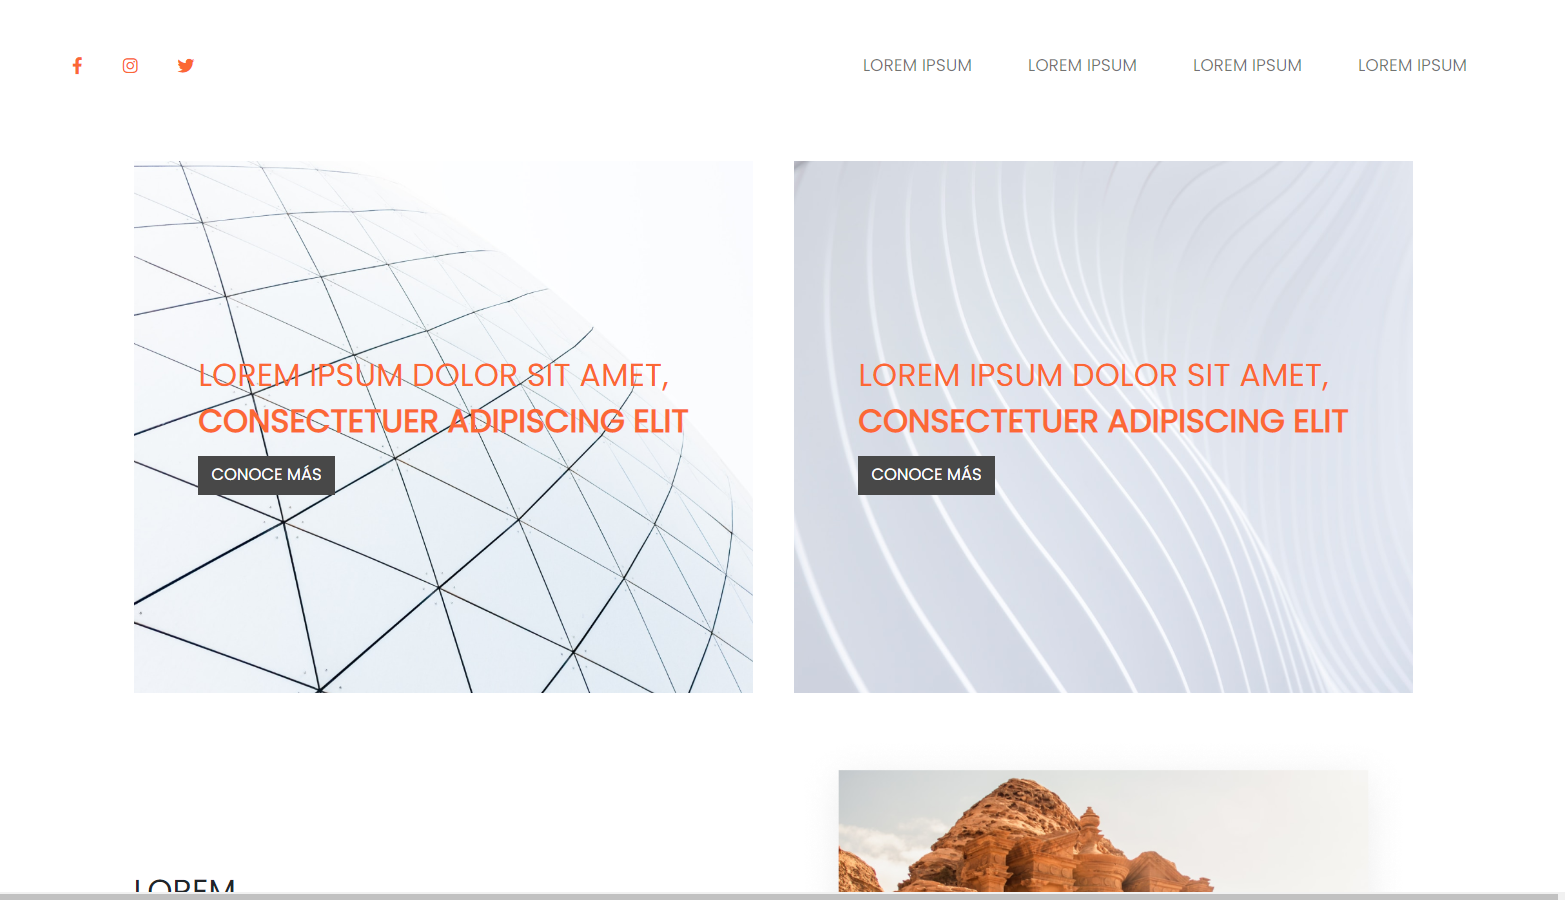 LOREM IPSUM LOREM IPSUM LOREM IPSUM LOREM IPSUM
LOREM IPSUM DOLOR SIT AMET,
CONSECTETUER ADIPISCING ELIT
CONOCE MÁS
LOREM IPSUM DOLOR SIT AMET,
CONSECTETUER ADIPISCING ELIT
CONOCE MÁS
LOREM